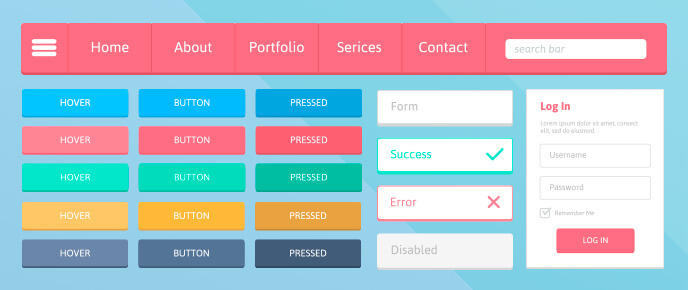 Home About Portfolio Serices Contact search bar
HOVER BUTTON PRESSED
HOVER BUTTON PRESSED
HOVER BUTTON PRESSED
HOVER BUTTON PRESSED
HOVER BUTTON PRESSED
Form
Success
Error
Disabled
Log In
Lorem ipsum dolor sit amet, consect
elit, sed do eiusmod
Username
Password
Remember Me
LOG IN